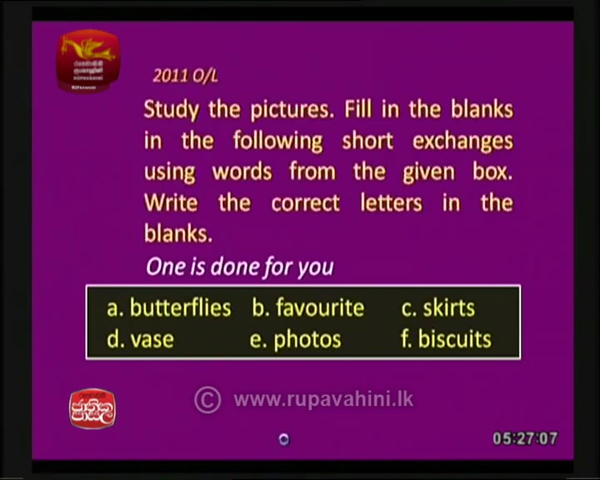 2011 O/L
Study the pictures. Fill in the blanks
in the following short exchanges
using words from the given box.
Write the correct letters in the
blanks.
One is done for you
a. butterflies b. favourite c. skirts
d. vase e. photos f. biscuits
© www.rupavahini.lk
05:27:07